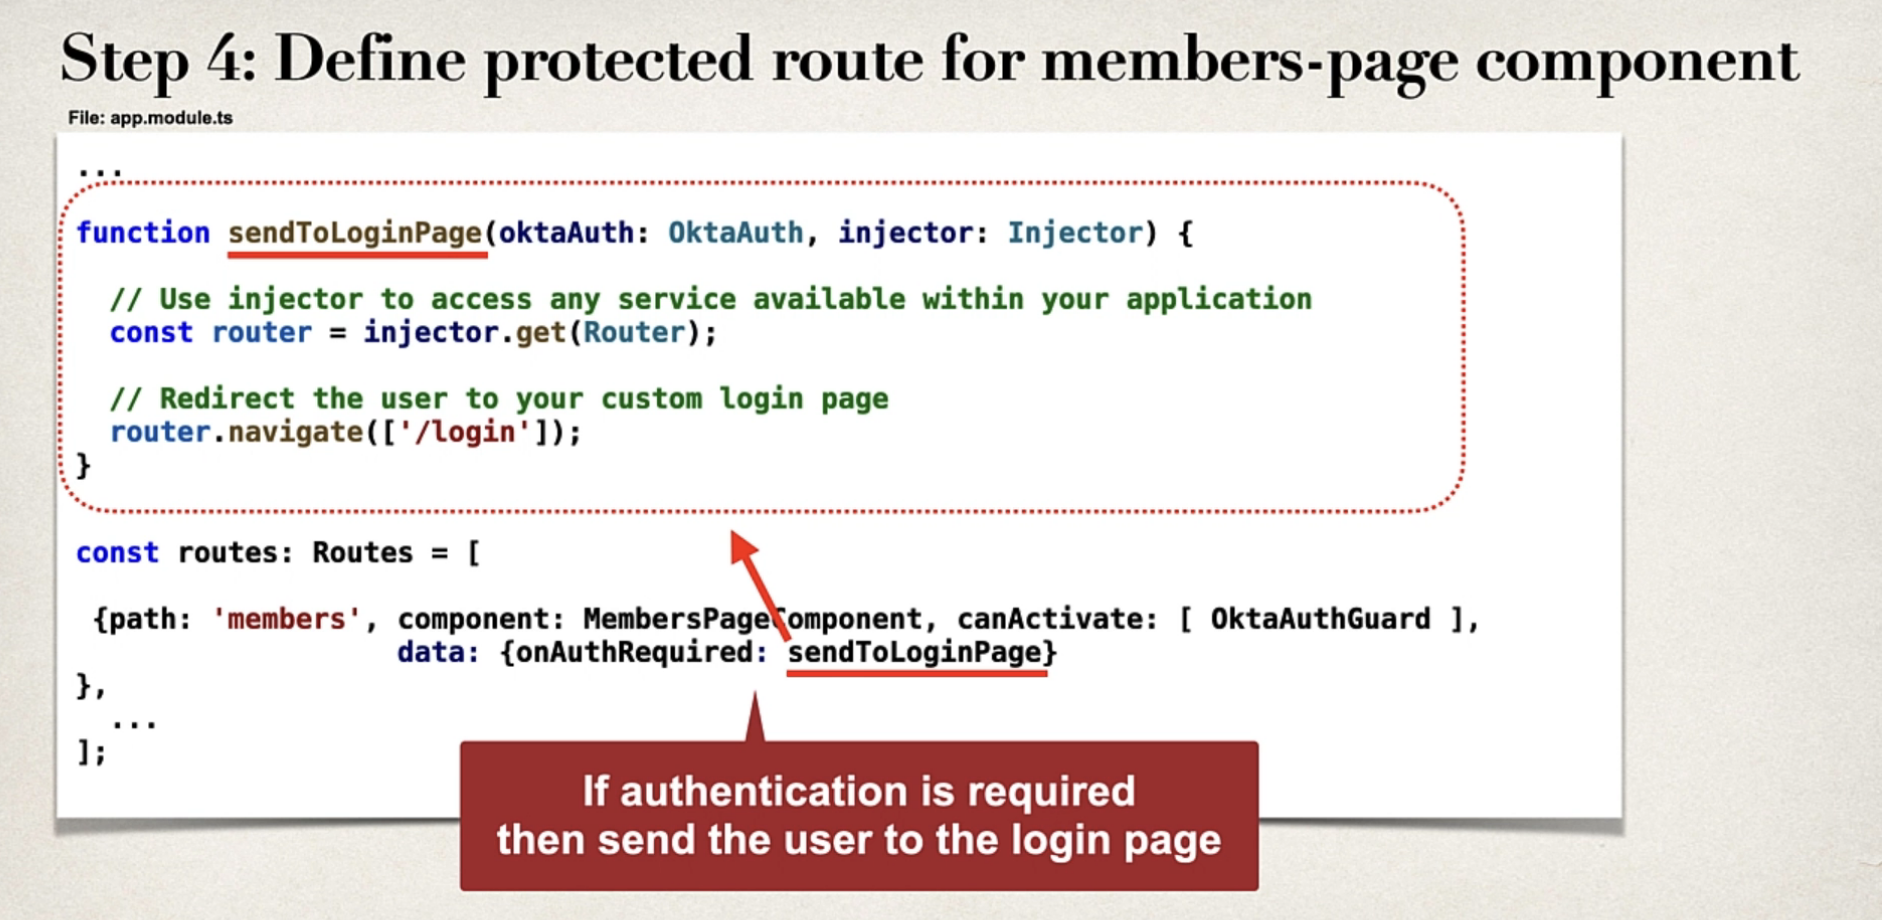 Step 4: Define protected route for members-page component
File: app.module.ts
...
function sendToLoginPage(oktaAuth: OktaAuth, injector: Injector) {
// Use injector to access any service available within your application
const router = injector.get(Router);
// Redirect the user to your custom login page
router.navigate(['/login']);
}
const routes: Routes = [
{path: 'members', component: MembersPageComponent, canActivate: [ OktaAuthGuard ],
data: {onAuthRequired: sendToLoginPage}
},
...
];
If authentication is required
then send the user to the login page